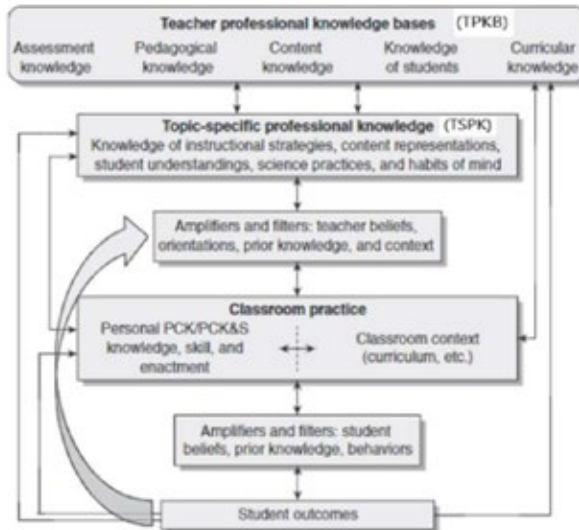 Teacher professional knowledge bases (TPKB)
Assessment knowledge
Pedagogical knowledge
Content knowledge
Knowledge of students
Curricular knowledge
Topic-specific professional knowledge (TSPK)
Knowledge of instructional strategies, content representations,
student understandings, science practices, and habits of mind
Amplifiers and filters: teacher beliefs,
orientations, prior knowledge, and context
Classroom practice
Personal PCK/PCK&S
knowledge, skill, and
enactment
Classroom context
(curriculum, etc.)
Amplifiers and filters: student
beliefs, prior knowledge, behaviors
Student outcomes